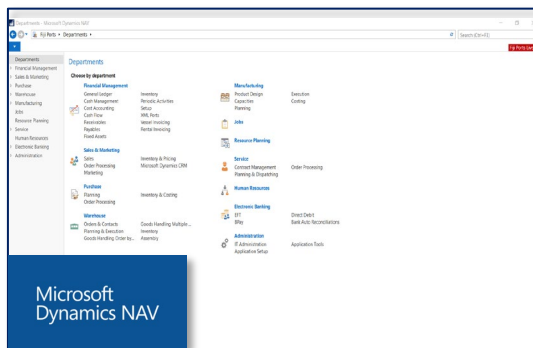 Departments - Microsoft Dynamics NAV
Fiji Ports • Departments •
Search (Ctrl+F3)
Departments
Financial Management
Sales & Marketing
Purchase
Warehouse
Manufacturing
Jobs
Resource Planning
Service
Human Resources
Electronic Banking
Administration
Departments
Choose by department
Financial Management
General Ledger
Cash Management
Cost Accounting
Cash Flow
Receivables
Payables
Fixed Assets
Inventory
Periodic Activities
Setup
XML Ports
Vessel Invoicing
Rental Invoicing
Sales & Marketing
Sales
Order Processing
Marketing
Inventory & Pricing
Microsoft Dynamics CRM
Purchase
Planning
Order Processing
Inventory & Costing
Warehouse
Orders & Contacts
Planning & Execution
Goods Handling Order by...
Goods Handling Multiple...
Inventory
Assembly
Manufacturing
Product Design
Capacities
Planning
Execution
Costing
Jobs
Resource Planning
Service
Contract Management
Planning & Dispatching
Order Processing
Human Resources
Electronic Banking
EFT
BPay
Direct Debit
Bank Auto Reconciliations
Administration
IT Administration
Application Setup
Application Tools
Microsoft
Dynamics NAV